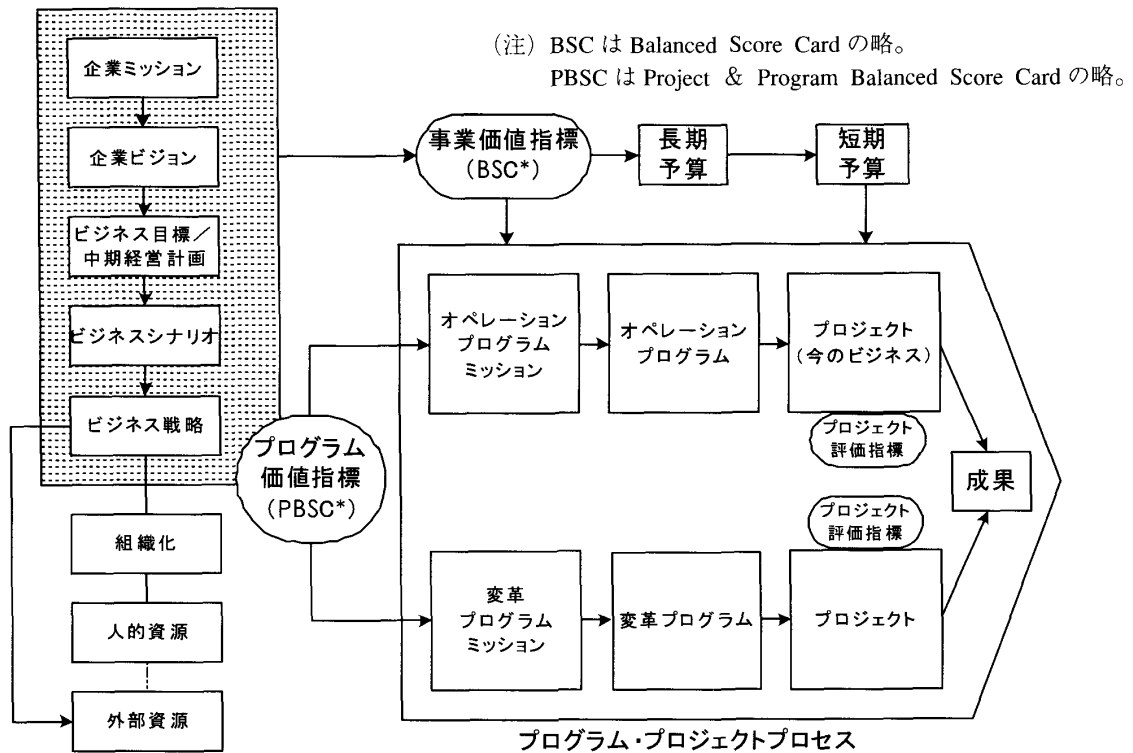 (注) BSC は Balanced Score Card の略。
PBSC は Project & Program Balanced Score Card の略。
企業ミッション
企業ビジョン
ビジネス目標／
中期経営計画
ビジネスシナリオ
ビジネス戦略
組織化
人的資源
外部資源
事業価値指標
(BSC*)
長期
予算
短期
予算
プログラム
価値指標
(PBSC*)
オペレーション
プログラム
ミッション
オペレーション
プログラム
プロジェクト
(今のビジネス)
プロジェクト
評価指標
成果
プロジェクト
評価指標
変革
プログラム
ミッション
変革プログラム
プロジェクト
プログラム・プロジェクトプロセス